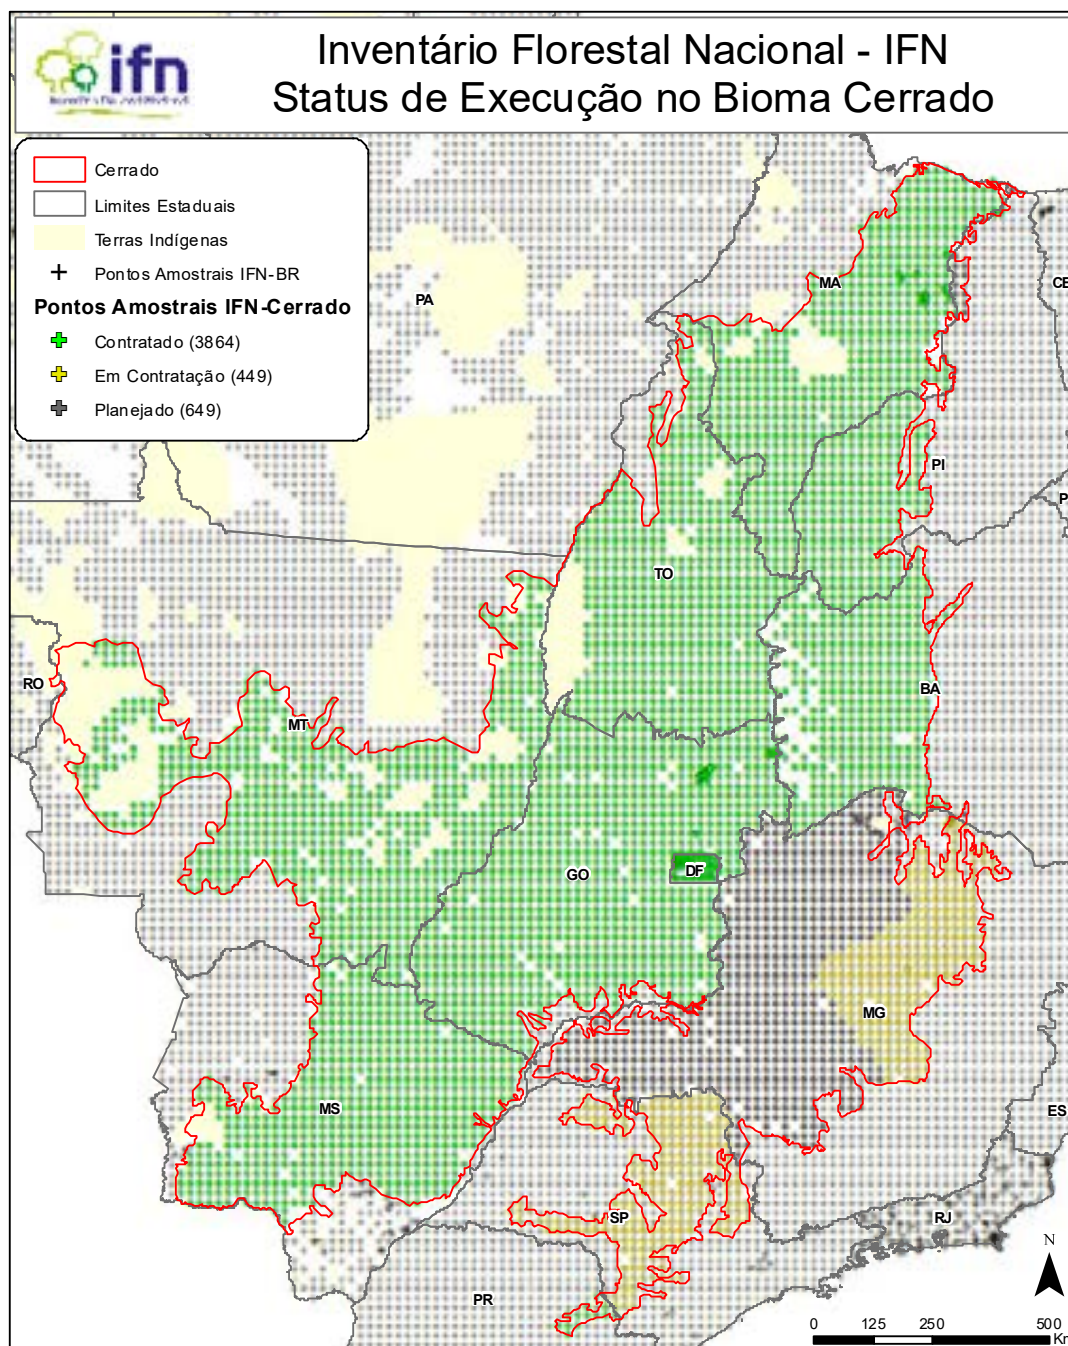 Inventário Florestal Nacional - IFN
Status de Execução no Bioma Cerrado
ifn
Cerrado
Limites Estaduais
Terras Indígenas
Pontos Amostrais IFN-BR
Pontos Amostrais IFN-Cerrado
Contratado (3864)
Em Contratação (449)
Planejado (649)
PA
MA
CE
PI
P
TO
RO
MT
BA
GO
DF
MG
MS
ES
SP
RJ
PR
N
0 125 250 500
Km